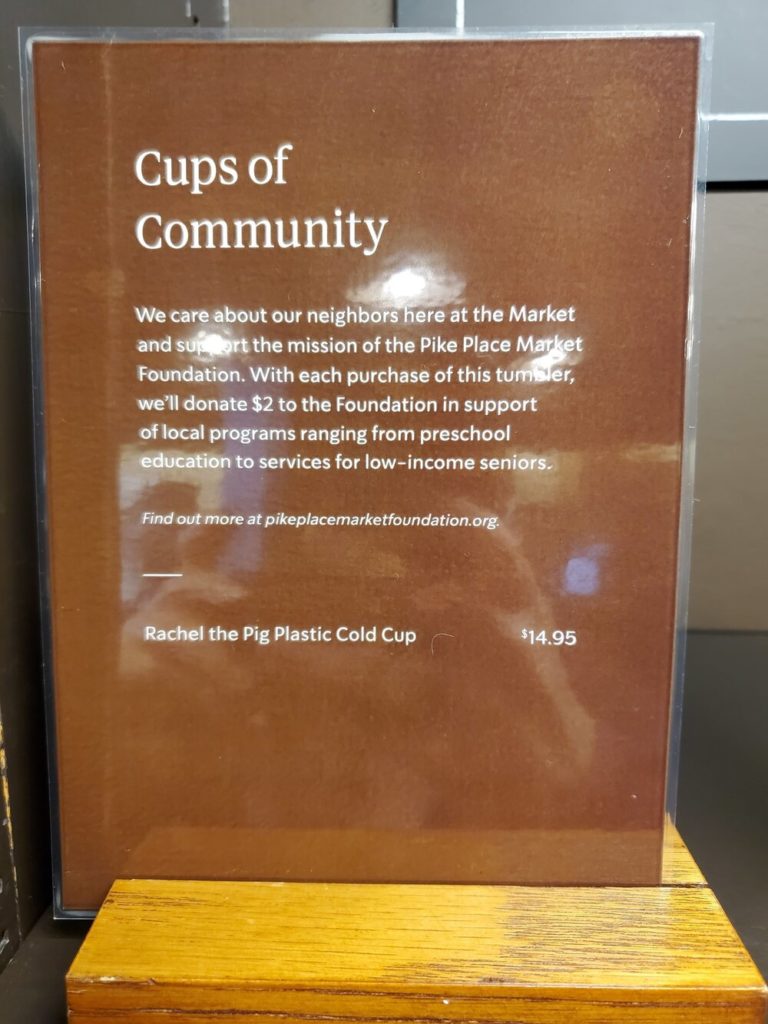 Cups of
Community
We care about our neighbors here at the Market
and support the mission of the Pike Place Market
Foundation. With each purchase of this tumbler,
we'll donate $2 to the Foundation in support
of local programs ranging from preschool
education to services for low-income seniors.
Find out more at pikeplacemarketfoundation.org.
Rachel the Pig Plastic Cold Cup $14.95